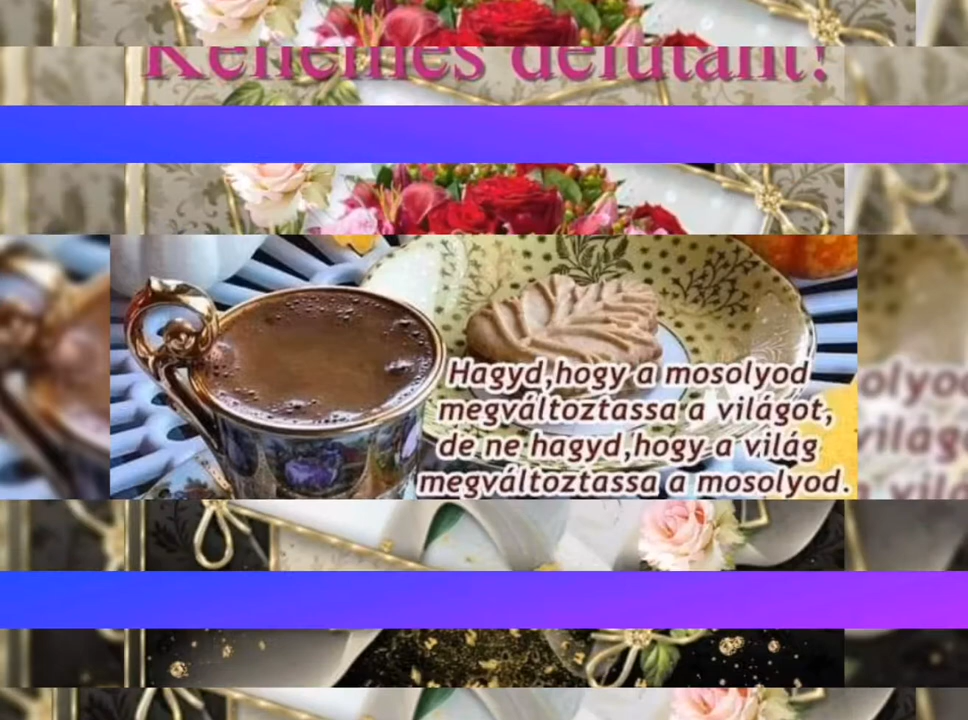 Kellemes délutánt!
Hagyd,hogy a mosolyod
megváltoztassa a világot,
de ne hagyd,hogy a világ
megváltoztassa a mosolyod.